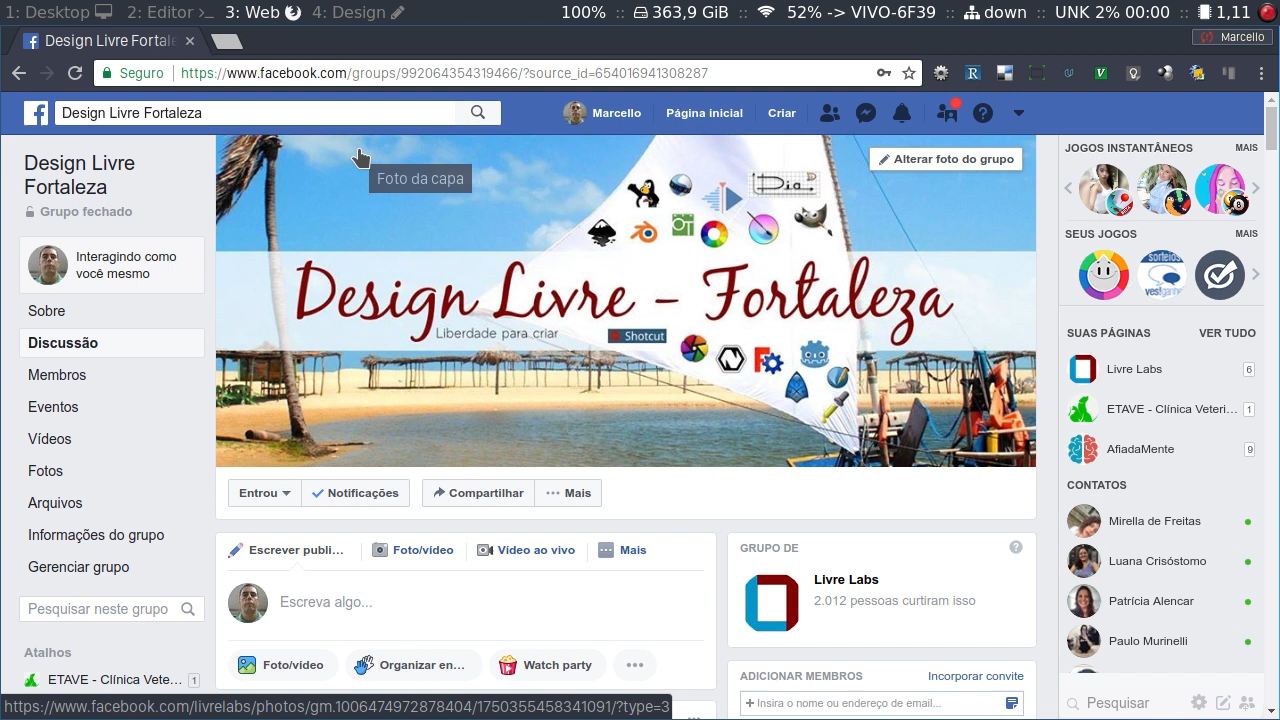 1: Desktop 2: Editor 3: Web 4: Design 100% :: 363,9 GiB :: 52% -> VIVO-6F39 :: down :: UNK 2% 00:00 :: 1,11
Design Livre Fortale
Marcello
Seguro https://www.facebook.com/groups/992064354319466/?source_id=654016941308287
Design Livre Fortaleza
Marcello Página inicial Criar
Design Livre
Fortaleza
Grupo fechado
Interagindo como
você mesmo
Sobre
Discussão
Membros
Eventos
Vídeos
Fotos
Arquivos
Informações do grupo
Gerenciar grupo
Pesquisar neste grupo
Atalhos
ETAVE - Clínica Vete... 1
Foto da capa
Alterar foto do grupo
Dia
Design Livre – Fortaleza
Liberdade para criar
Shotcut
Entrou Notificações Compartilhar Mais
Escrever publi... Foto/vídeo Vídeo ao vivo Mais
Escreva algo...
Foto/vídeo Organizar en... Watch party
GRUPO DE
Livre Labs
2.012 pessoas curtiram isso
ADICIONAR MEMBROS Incorporar convite
Insira o nome ou endereço de email...
JOGOS INSTANTÂNEOS MAIS
SEUS JOGOS MAIS
sorteios
SUAS PÁGINAS VER TUDO
Livre Labs 6
ETAVE - Clínica Veteri... 1
AfiadaMente 9
CONTATOS
Mirella de Freitas
Luana Crisóstomo
Patrícia Alencar
Paulo Murinelli
Pesquisar
https://www.facebook.com/livrelabs/photos/gm.1006474972878404/1750355458341091/?type=3